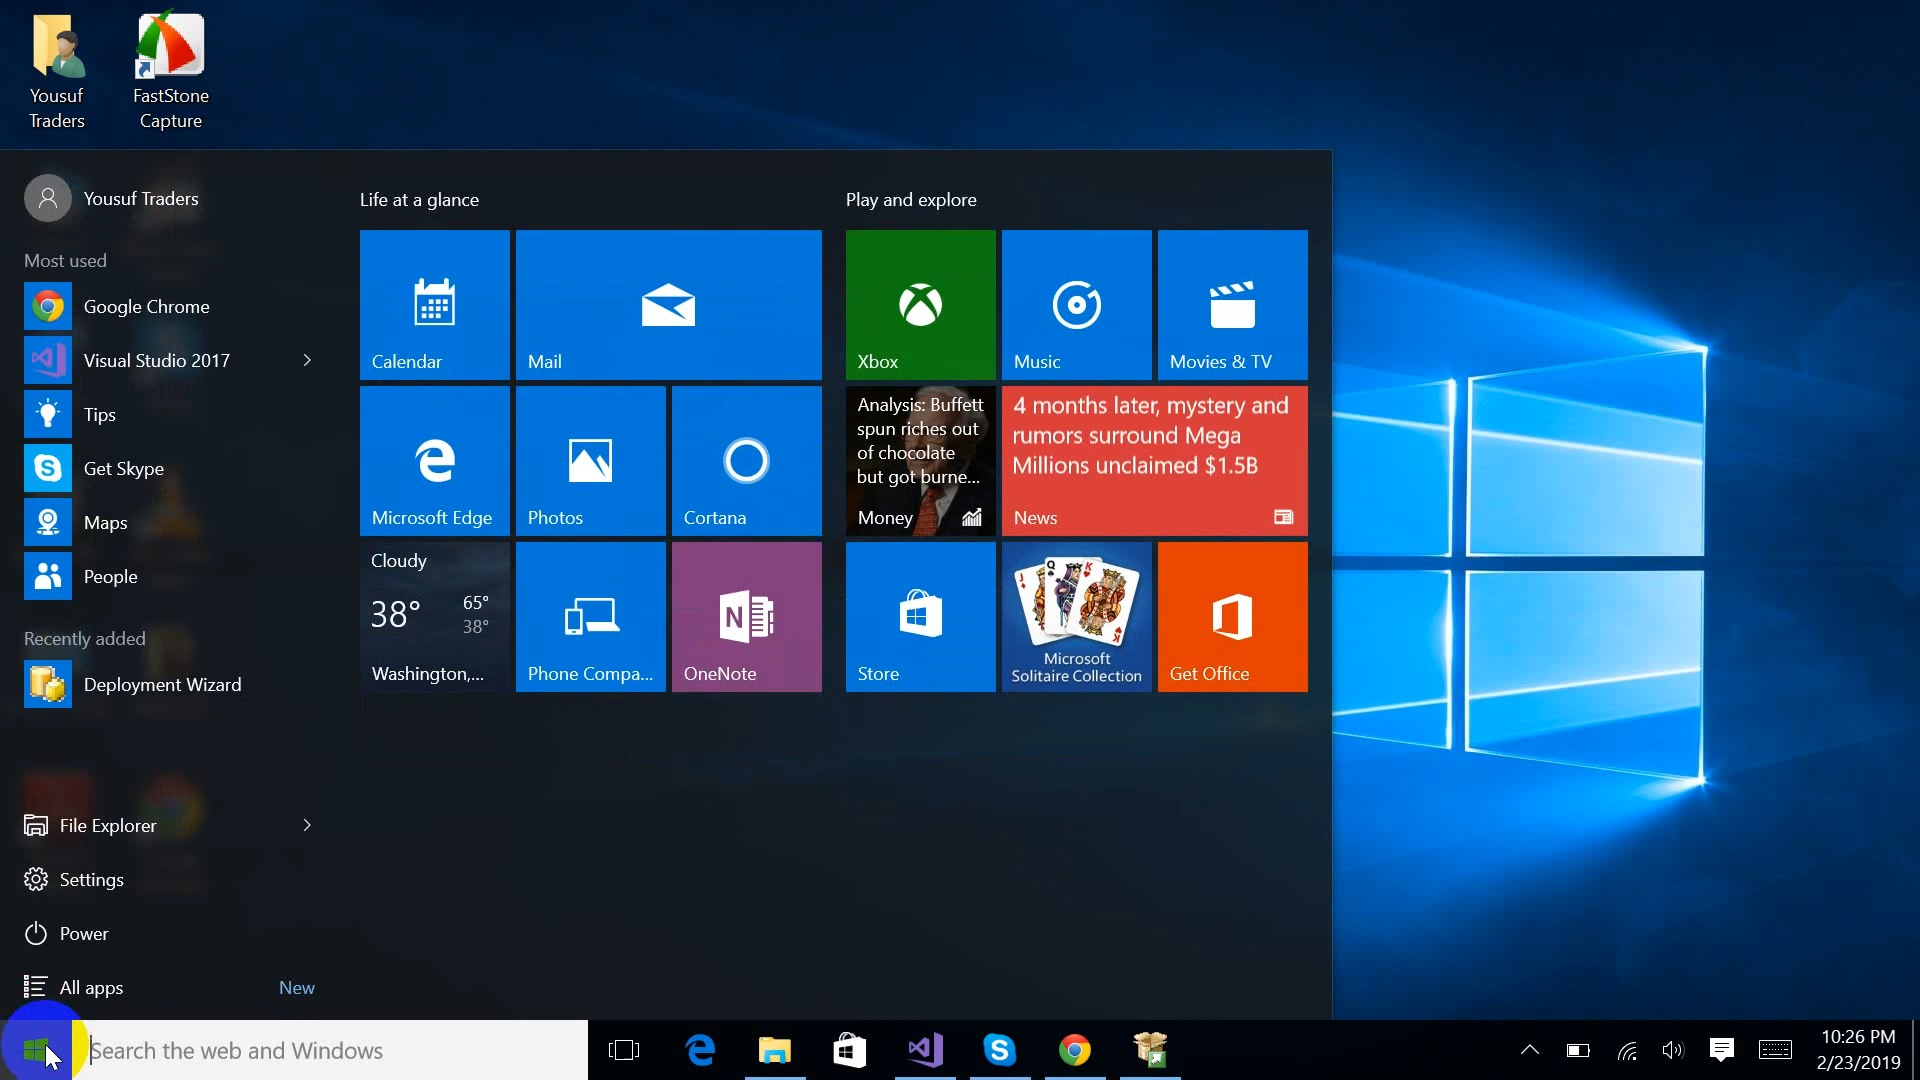 Yousuf
Traders
FastStone
Capture
Yousuf Traders
Most used
Google Chrome
Visual Studio 2017
Tips
Get Skype
Maps
People
Recently added
Deployment Wizard
File Explorer
Settings
Power
All apps
New
Life at a glance
Calendar
Mail
Microsoft Edge
Photos
Cortana
Cloudy
38°
65°
38°
Washington,...
Phone Compa...
OneNote
Play and explore
Xbox
Music
Movies & TV
Analysis: Buffett
spun riches out
of chocolate
but got burne...
Money
4 months later, mystery and
rumors surround Mega
Millions unclaimed $1.5B
News
Store
Microsoft
Solitaire Collection
Get Office
Search the web and Windows
10:26 PM
2/23/2019